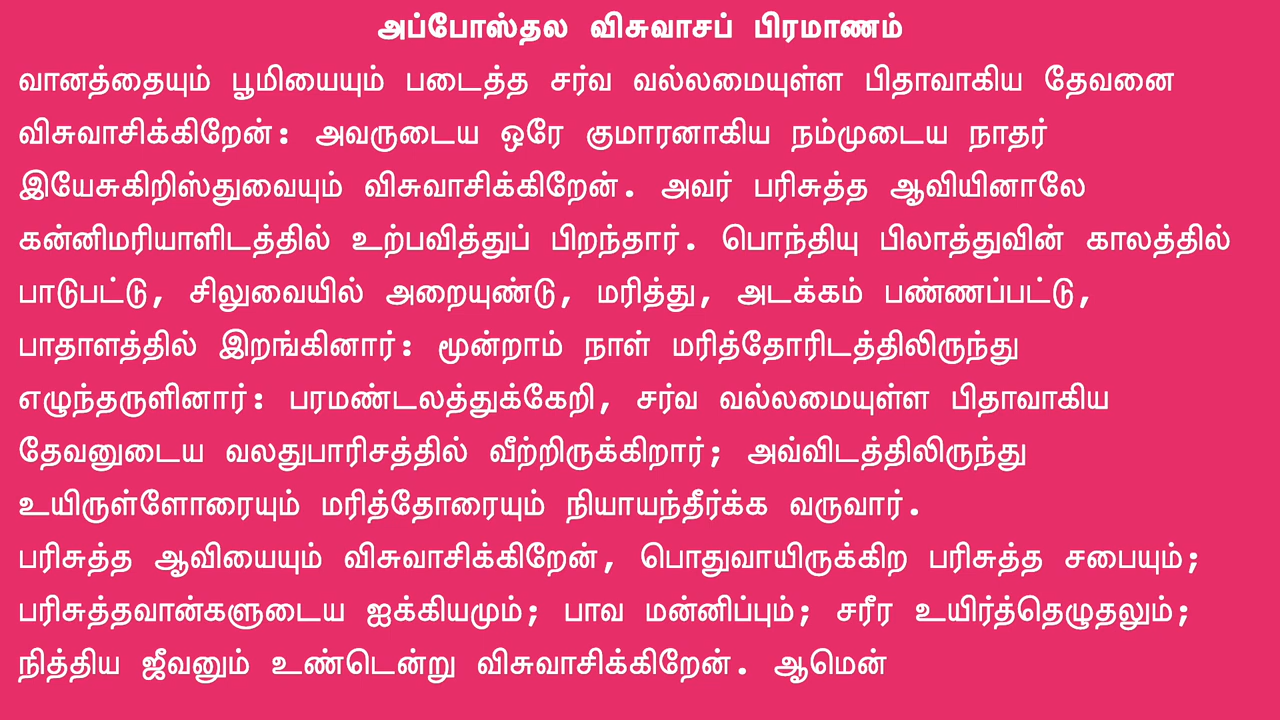 அப்போஸ்தல விசுவாசப் பிரமாணம்
வானத்தையும் பூமியையும் படைத்த சர்வ வல்லமையுள்ள பிதாவாகிய தேவனை
விசுவாசிக்கிறேன்: அவருடைய ஒரே குமாரனாகிய நம்முடைய நாதர்
இயேசுகிறிஸ்துவையும் விசுவாசிக்கிறேன். அவர் பரிசுத்த ஆவியினாலே
கன்னிமரியாளிடத்தில் உற்பவித்துப் பிறந்தார். பொந்தியு பிலாத்துவின் காலத்தில்
பாடுபட்டு, சிலுவையில் அறையுண்டு, மரித்து, அடக்கம் பண்ணப்பட்டு,
பாதாளத்தில் இறங்கினார்: மூன்றாம் நாள் மரித்தோரிடத்திலிருந்து
எழுந்தருளினார்: பரமண்டலத்துக்கேறி, சர்வ வல்லமையுள்ள பிதாவாகிய
தேவனுடைய வலதுபாரிசத்தில் வீற்றிருக்கிறார்; அவ்விடத்திலிருந்து
உயிருள்ளோரையும் மரித்தோரையும் நியாயந்தீர்க்க வருவார்.
பரிசுத்த ஆவியையும் விசுவாசிக்கிறேன், பொதுவாயிருக்கிற பரிசுத்த சபையும்;
பரிசுத்தவான்களுடைய ஐக்கியமும்; பாவ மன்னிப்பும்; சரீர உயிர்த்தெழுதலும்;
நித்திய ஜீவனும் உண்டென்று விசுவாசிக்கிறேன். ஆமென்